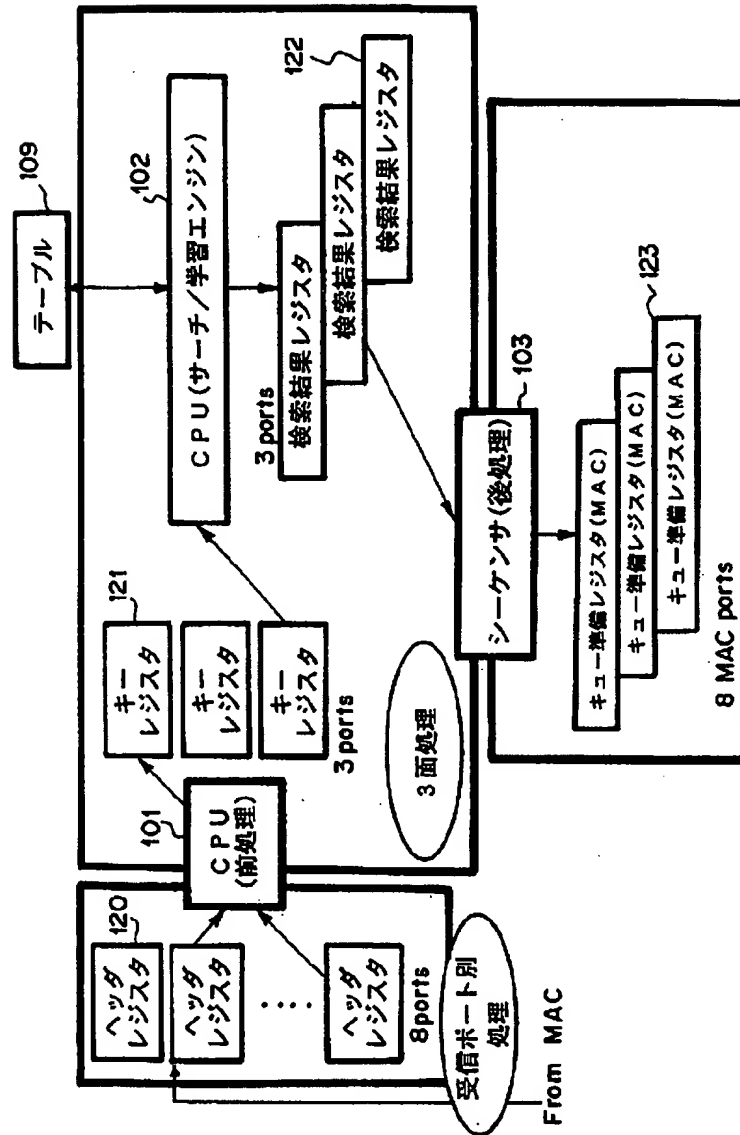 120
ヘッダ
レジスタ
ヘッダ
レジスタ
‥‥
ヘッダ
レジスタ
8ports
受信ポート別
処理
From MAC
101
CPU
(前処理)
121
キー
レジスタ
キー
レジスタ
キー
レジスタ
3ports
3面処理
テーブル
109
102
CPU(サーチ/学習エンジン)
3ports
検索結果レジスタ
検索結果レジスタ
検索結果レジスタ
122
シーケンサ(後処理)
103
キュー準備レジスタ(MAC)
キュー準備レジスタ(MAC)
キュー準備レジスタ(MAC)
123
8 MAC ports